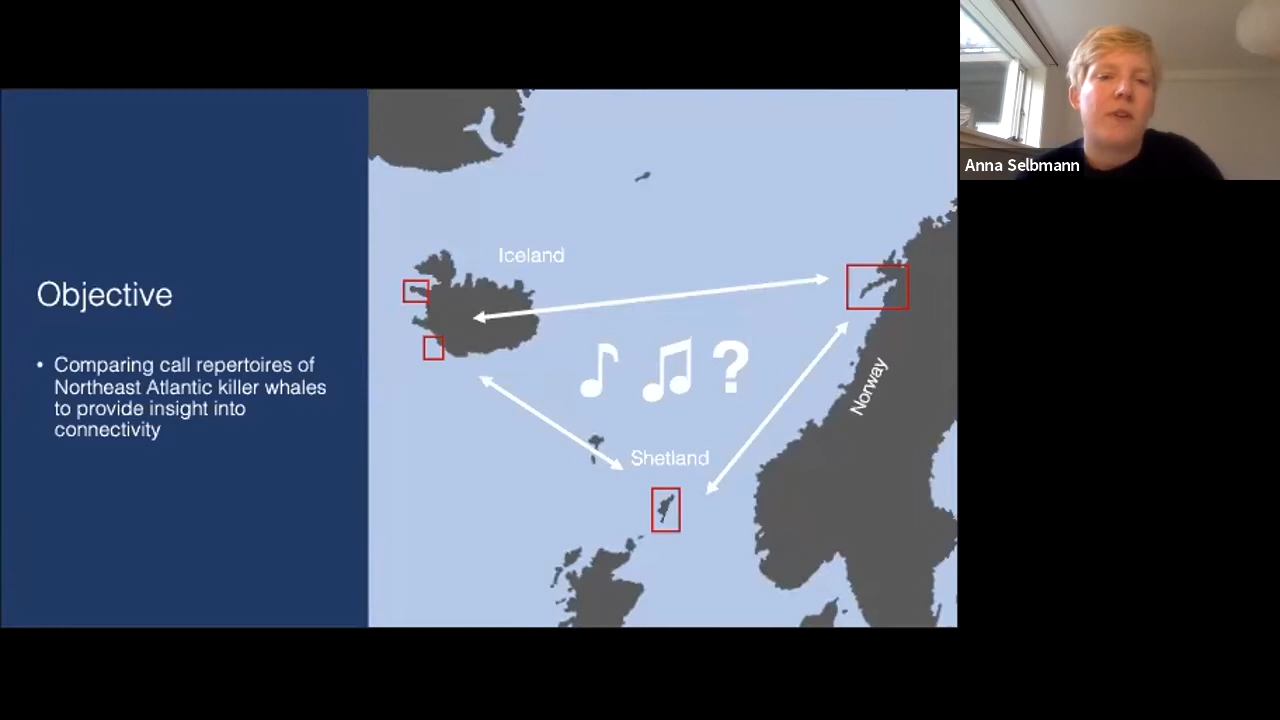 Anna Selbmann
Objective
• Comparing call repertoires of
Northeast Atlantic killer whales
to provide insight into
connectivity
Iceland
?
Norway
Shetland